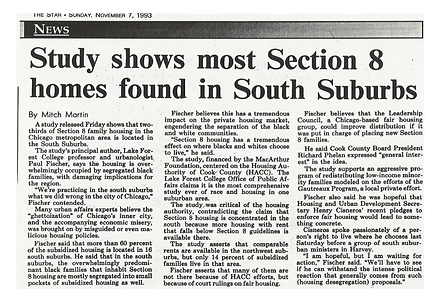 THE STAR • SUNDAY, NOVEMBER 7, 1993
NEWS
Study shows most Section 8
homes found in South Suburbs
By Mitch Martin
A study released Friday shows that two-
thirds of Section 8 family housing in the
Chicago metropolitan area is located in
the South Suburbs.
The study's principal author, Lake For-
est College professor and urbanologist
Paul Fischer, says the housing is over-
whelmingly occupied by segregated black
families, with damaging implications for
the region.
"We're practicing in the south suburbs
what we did wrong in the city of Chicago,"
Fischer contended.
Many urban affairs experts believe the
"ghettoization" of Chicago's inner city,
and the accompanying economic misery,
was brought on by misguided or even ma-
licious housing policies.
Fischer said that more than 60 percent
of the subsidized housing is located in 16
south suburbs. He said that in the south
suburbs, the overwhelmingly predomi-
nant black families that inhabit Section
8 housing are mostly segregated into small
pockets of subsidized housing as well.
Fischer believes this has a tremendous
impact on the private housing market,
engendering the separation of the black
and white communities.
"Section 8 housing has a tremendous
effect on where blacks and whites choose
to live," he said.
The study, financed by the MacArthur
Foundation, centered on the Housing Au-
thority of Cook County (HACC). The
Lake Forest College Office of Public Af-
fairs claims it is the most comprehensive
study ever of race and housing in one
suburban area.
The study was critical of the housing
authority, contradicting the claim that
Section 8 housing is concentrated in the
south because more housing with rent
that falls below Section 8 guidelines is
available there.
The study asserts that comparable
rents are available in the northwest sub-
urbs, but only 14 percent of subsidized
families live in that area.
Fischer asserts that many of them are
not there because of HACC efforts, but
because of court rulings on fair housing.
Fischer believes that the Leadership
Council, a Chicago-based fair housing
group, could improve distribution if it
was put in charge of placing new Section
8 families.
He said Cook County Board President
Richard Phelan expressed "general inter-
est" in the idea.
The study supports an aggressive pro-
gram of redistributing low-income minor-
ity families modeled on the Gautreaux
Program, a local private effort.
Fischer also said he was hopeful that
Housing and Urban Development Secre-
tary Henry Cisneros' recent pledges to
enforce fair housing would lead to some-
thing concrete.
Cisneros spoke passionately of a per-
son's right to live where he chooses last
Saturday before a group of south subur-
ban ministers in Harvey.
"I am hopeful, but I am waiting for
action," Fischer said. "We'll have to see
if he can withstand the intense political
reaction that generally comes from such
(housing desegregation) proposals."